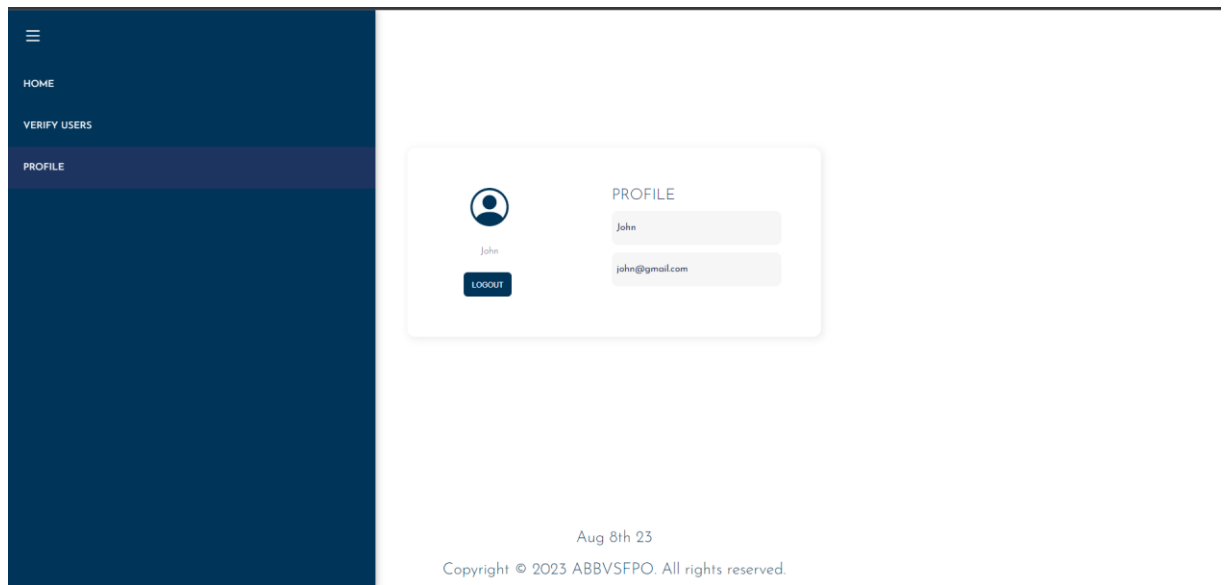 HOME
VERIFY USERS
PROFILE
PROFILE
John
john@gmail.com
John
LOGOUT
Aug 8th 23
Copyright © 2023 ABBVSFPO. All rights reserved.